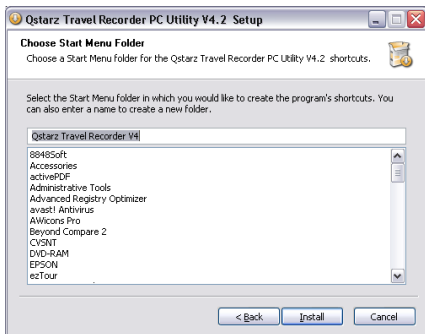 Qstarz Travel Recorder PC Utility V4.2 Setup
Choose Start Menu Folder
Choose a Start Menu folder for the Qstarz Travel Recorder PC Utility V4.2 shortcuts.
Select the Start Menu folder in which you would like to create the program's shortcuts. You
can also enter a name to create a new folder.
Qstarz Travel Recorder V4
8848Soft
Accessories
activePDF
Administrative Tools
Advanced Registry Optimizer
avast! Antivirus
AWicons Pro
Beyond Compare 2
CVSNT
DVD-RAM
EPSON
ezTour
< Back
Install
Cancel